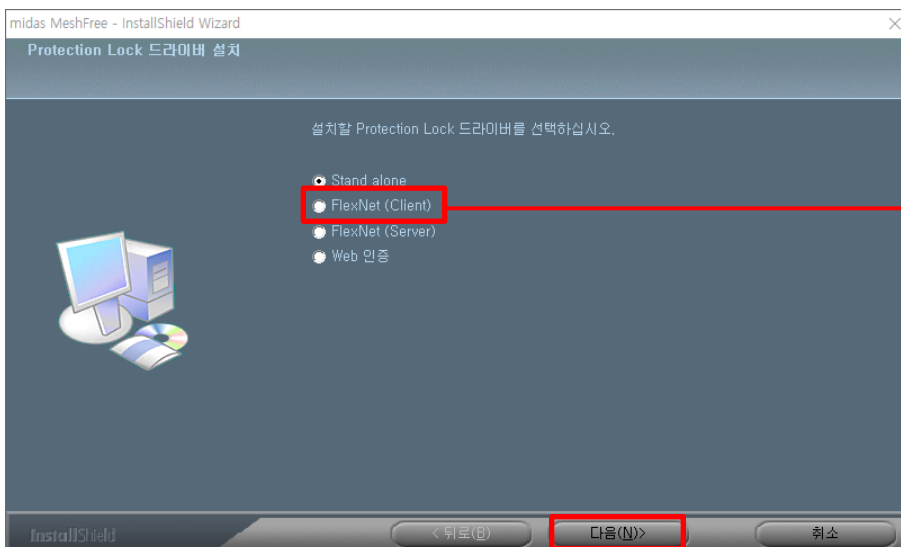 midas MeshFree - InstallShield Wizard
Protection Lock 드라이버 설치
설치할 Protection Lock 드라이버를 선택하십시오.
Stand alone
FlexNet (Client)
FlexNet (Server)
Web 인증
InstallShield
< 뒤로(B)
다음(N)>
취소